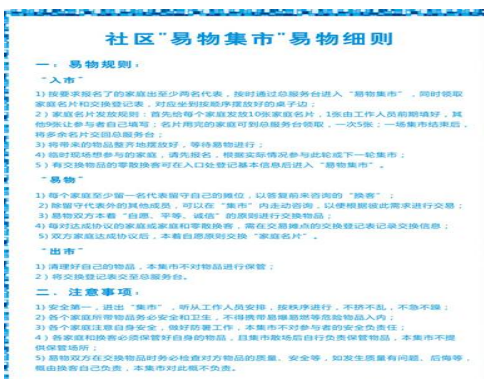 社区"易物集市"易物细则
一：易物规则：
"入市"
1）按要求报名了的家庭出至少两名代表，按时通过总服务台进入"易物集市"，同时领取
家庭名片和交换登记表，对应坐到按顺序摆放好的桌子边；
2）家庭名片发放规则：首先给每个家庭发放10张家庭名片，1张由工作人员前期填好，其
他9张让参与者自己填写；名片用完的家庭可到总服务台领取，一次5张；一场集市结束后，
将多余名片交回总服务台；
3）将带来的物品整齐地摆放好，等待易物进行；
4）临时现场想参与的家庭，请先报名，根据实际情况参与此轮或下一轮集市；
5）有交换物品的零散换客可在入口处登记基本信息后进入"易物集市"。
"易物"
1）每个家庭至少留一名代表留守自己的摊位，以答复前来咨询的"换客"；
2）除留守代表外的其他成员，可以在"集市"内走动咨询，以便根据彼此需求进行交易；
3）易物双方本着"自愿、平等、诚信"的原则进行交换物品；
4）每对达成协议的家庭或家庭和零散换客，需在交易摊点的交换登记表记录交换信息；
5）双方家庭达成协议后，本着自愿原则交换"家庭名片"。
"出市"
1）清理好自己的物品，本集市不对物品进行保管；
2）将交换登记表交至总服务台。
二．注意事项：
1）安全第一，进出"集市"，听从工作人员安排，按秩序进行，不挤不乱，不急不躁；
2）各个家庭所带物品务必安全和卫生，不得携带易爆易燃等危险物品入内；
3）各个家庭注意自身安全，做好防暑工作，本集市不对参与者的安全负责任；
4）各家庭和换客必须保管好自身的物品，且集市散场后自行负责保管物品，本集市不提
供保管场所；
5）易物双方在交换物品时务必检查对方物品的质量、安全等，如发生质量有问题、后悔等，
概由换客自己负责，本集市对此概不负责。